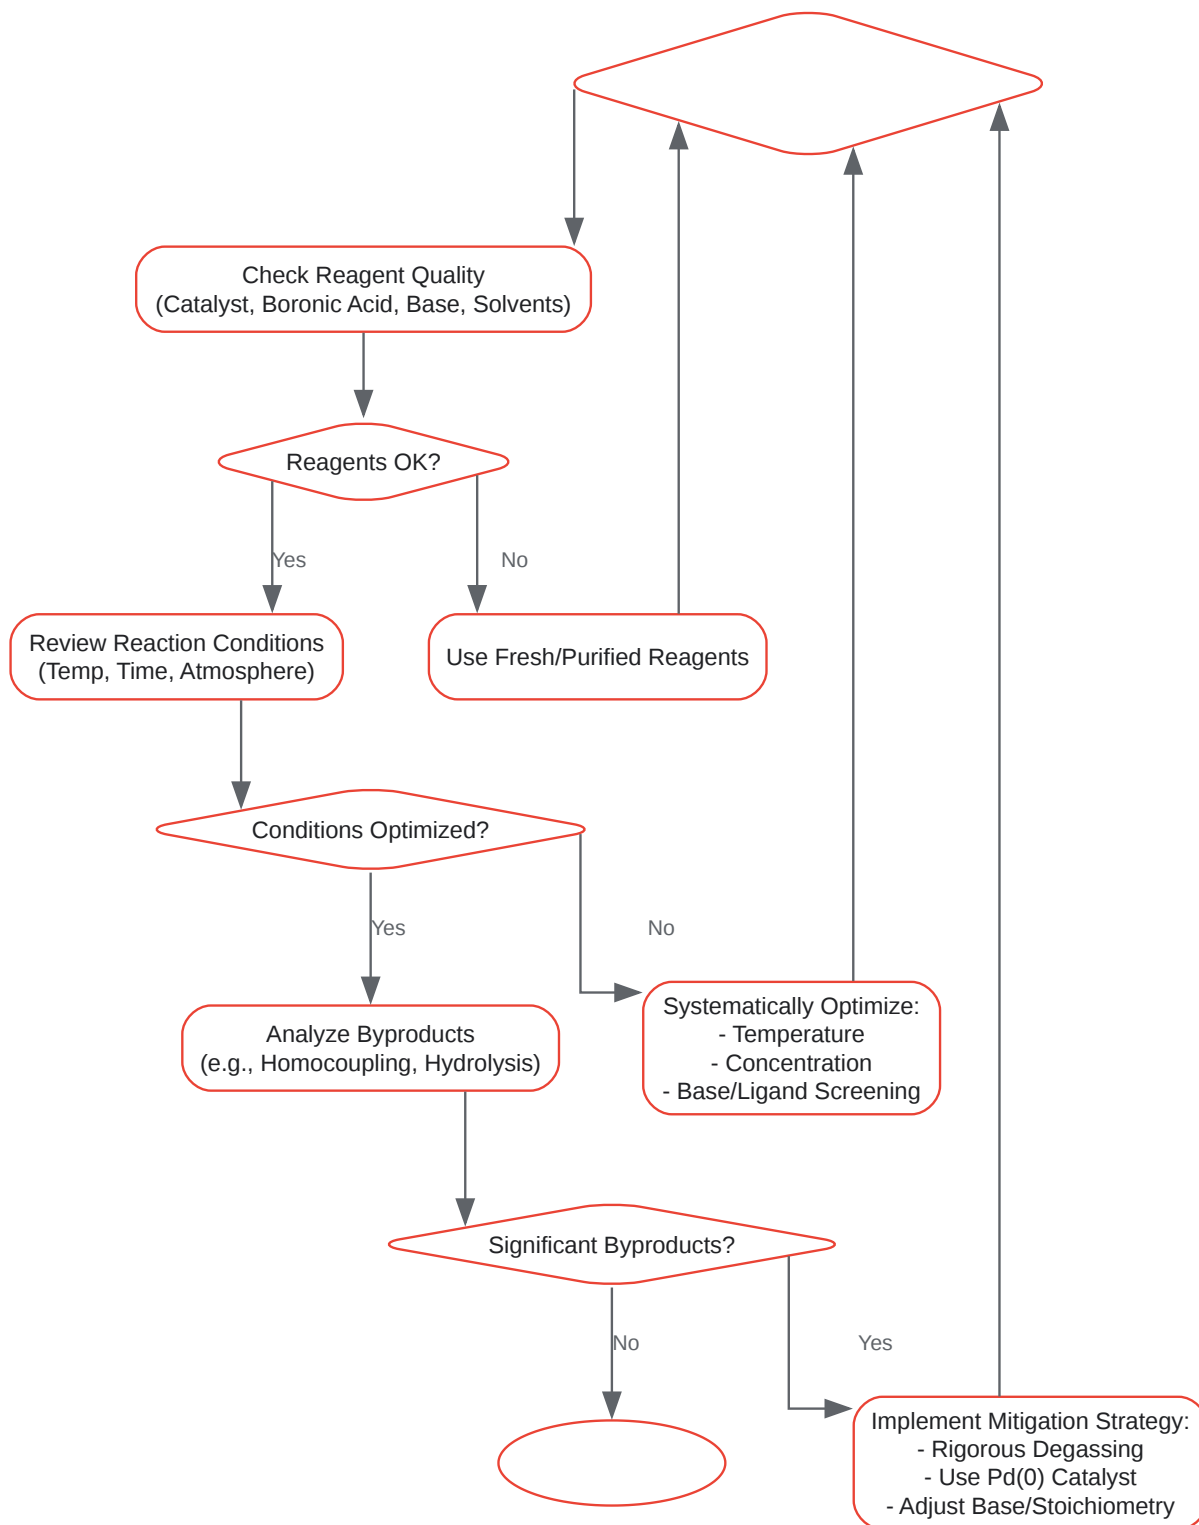 Check Reagent Quality
(Catalyst, Boronic Acid, Base, Solvents)
Reagents OK?
Yes
No
Review Reaction Conditions
(Temp, Time, Atmosphere)
Use Fresh/Purified Reagents
Conditions Optimized?
Yes
No
Systematically Optimize:
- Temperature
- Concentration
- Base/Ligand Screening
Analyze Byproducts
(e.g., Homocoupling, Hydrolysis)
Significant Byproducts?
No
Yes
Implement Mitigation Strategy:
- Rigorous Degassing
- Use Pd(0) Catalyst
- Adjust Base/Stoichiometry